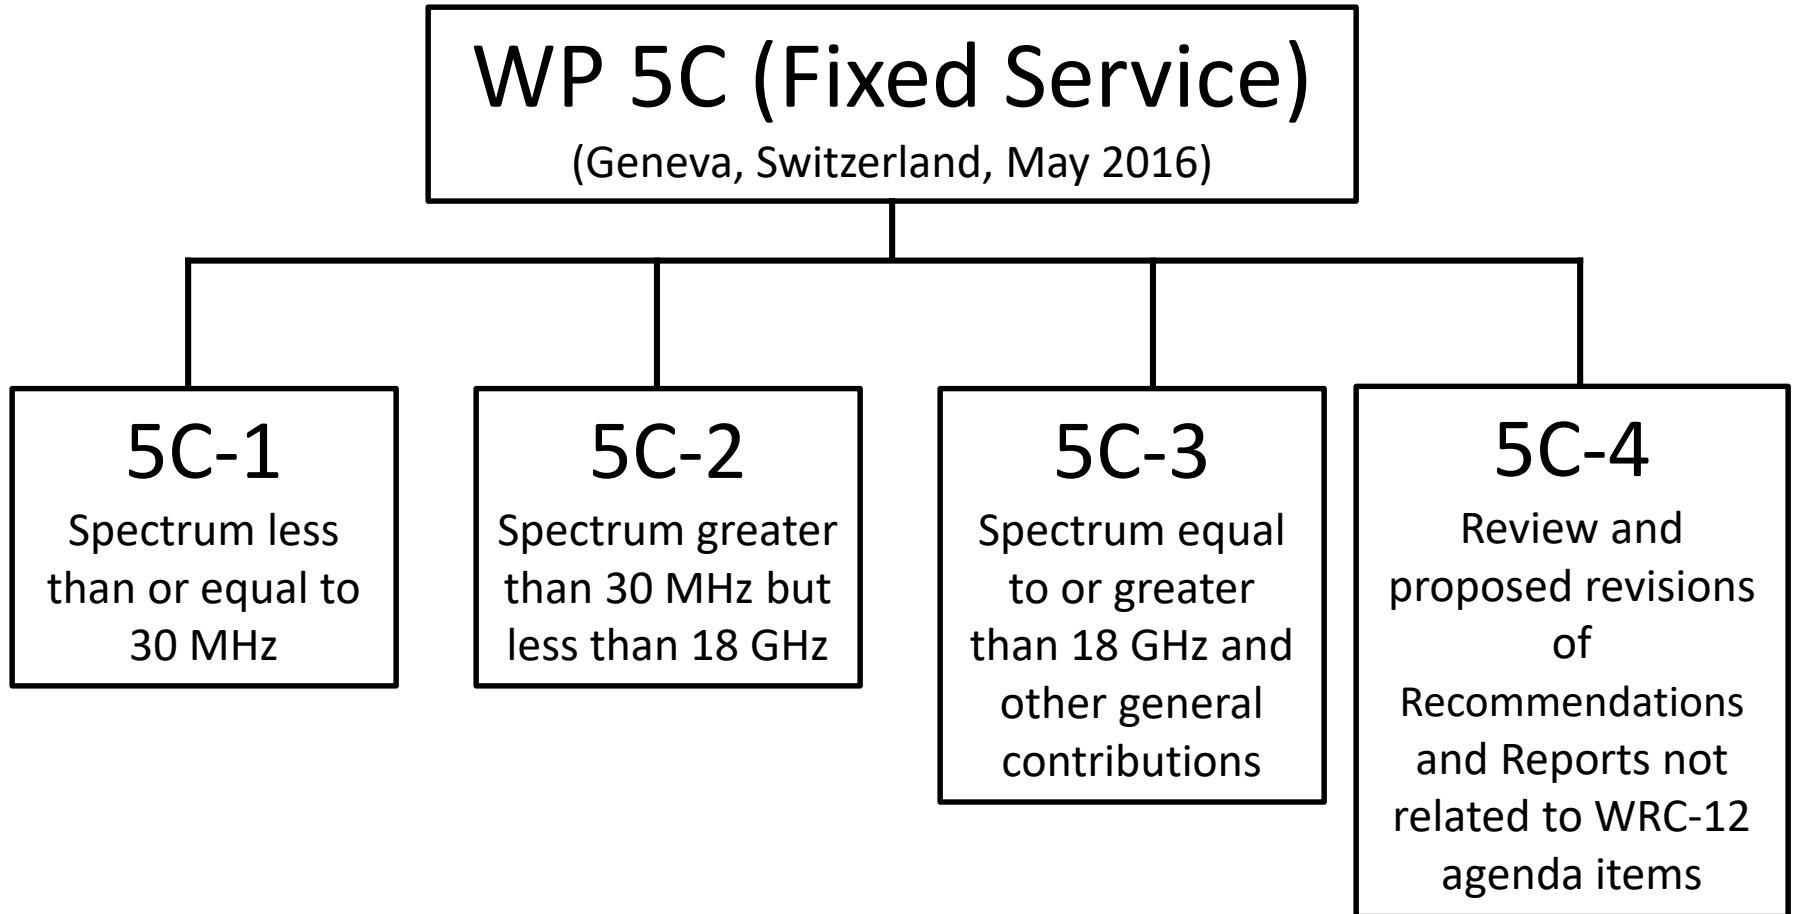 WP 5C (Fixed Service)
(Geneva, Switzerland, May 2016)
5C-1
Spectrum less
than or equal to
30 MHz
5C-2
Spectrum greater
than 30 MHz but
less than 18 GHz
5C-3
Spectrum equal
to or greater
than 18 GHz and
other general
contributions
5C-4
Review and
proposed revisions
of
Recommendations
and Reports not
related to WRC-12
agenda items